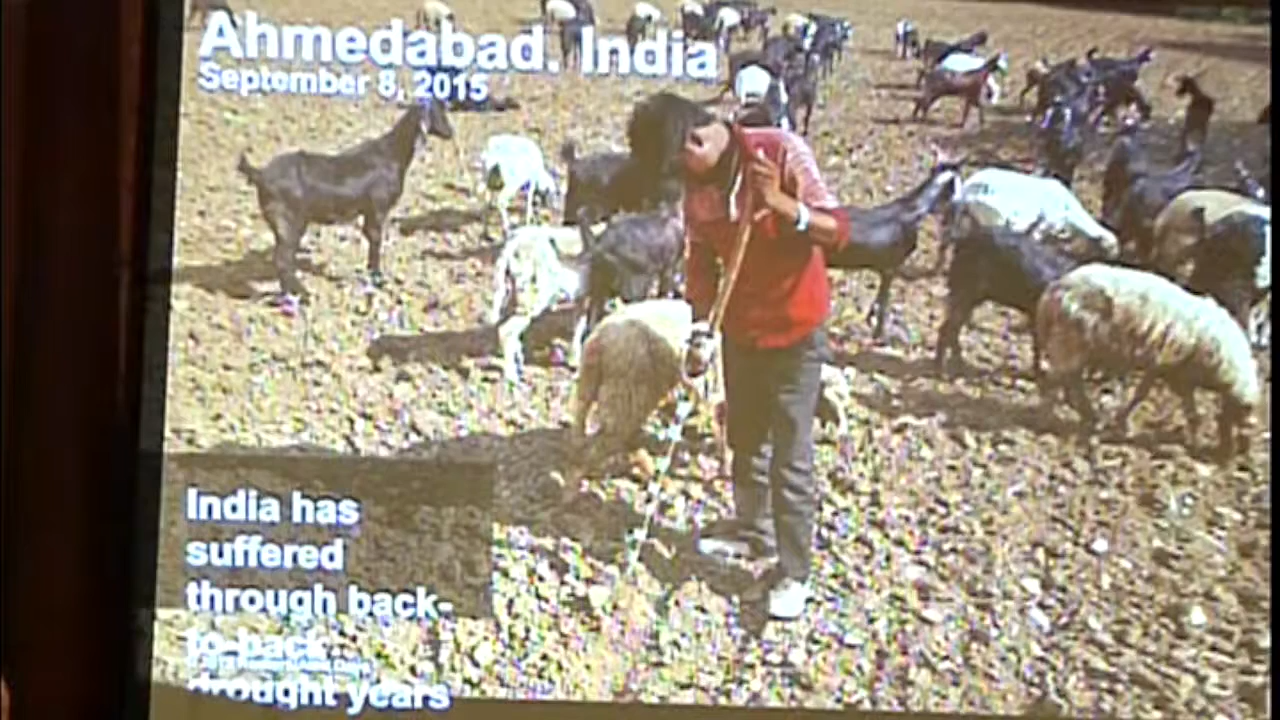 Ahmedabad. India
September 8, 2015
India has
suffered
through back-
to-back
drought years